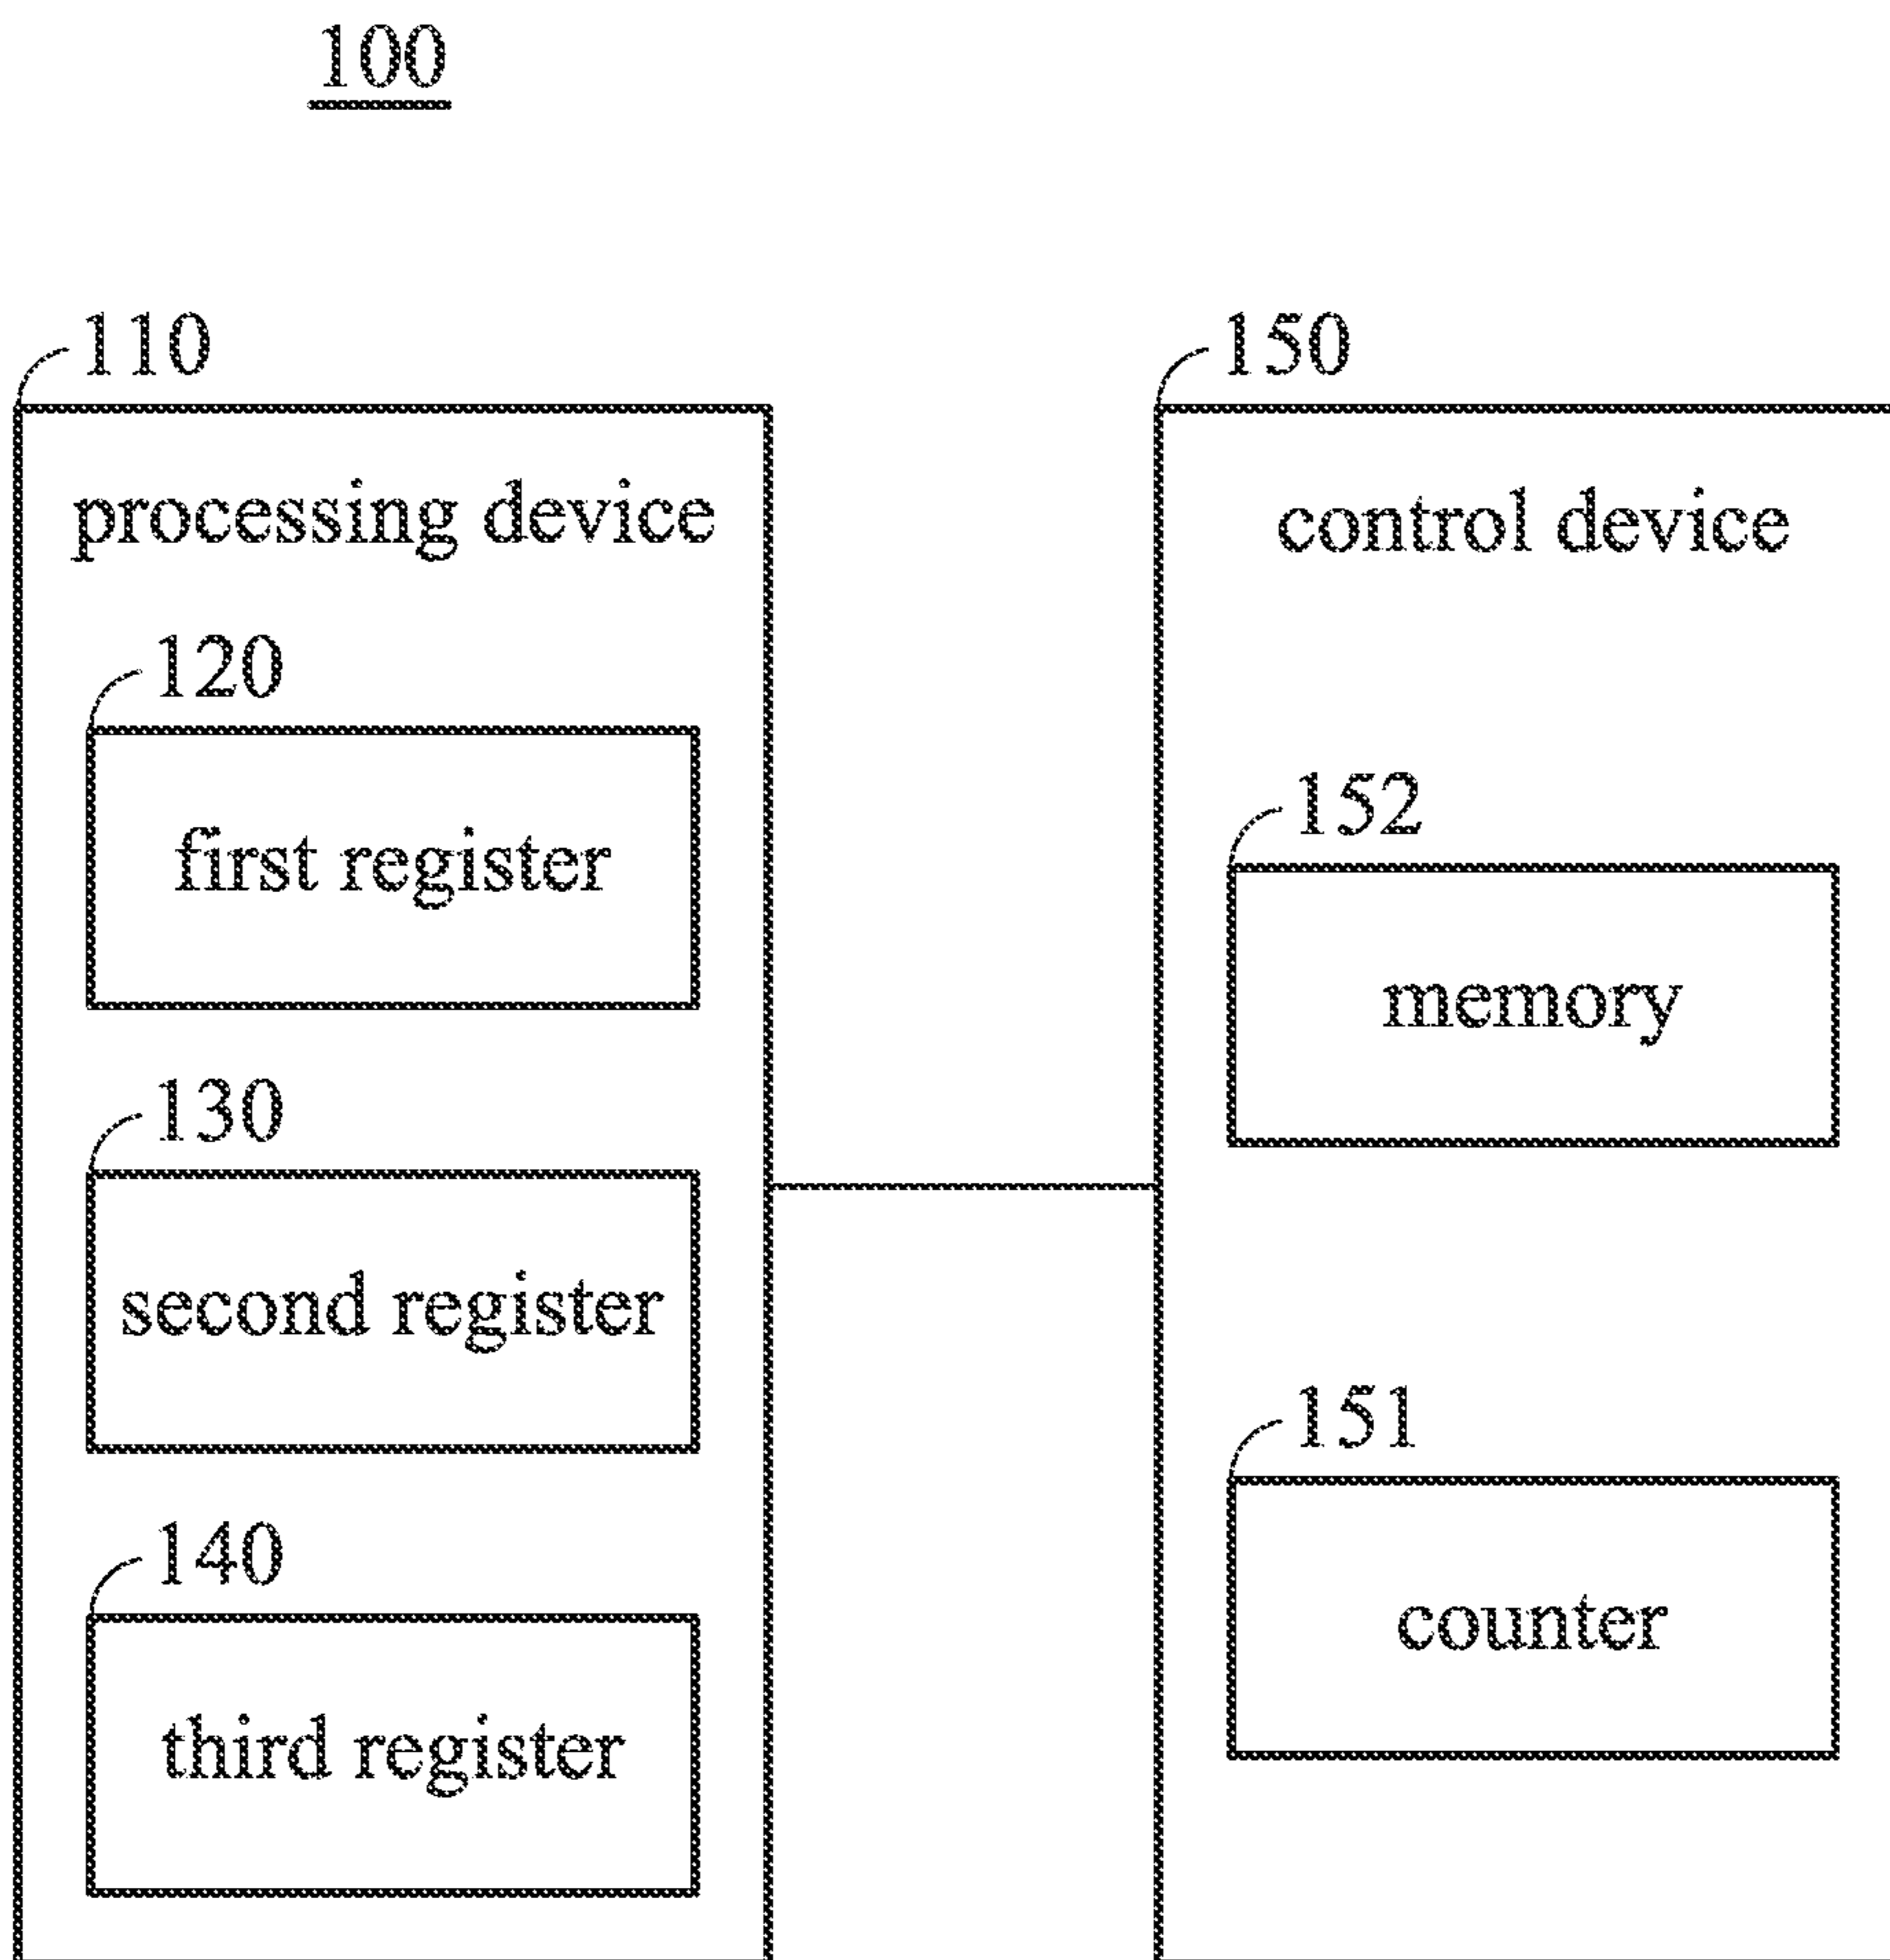 100
110
processing device
120
first register
130
second register
140
third register
150
control device
152
memory
151
counter